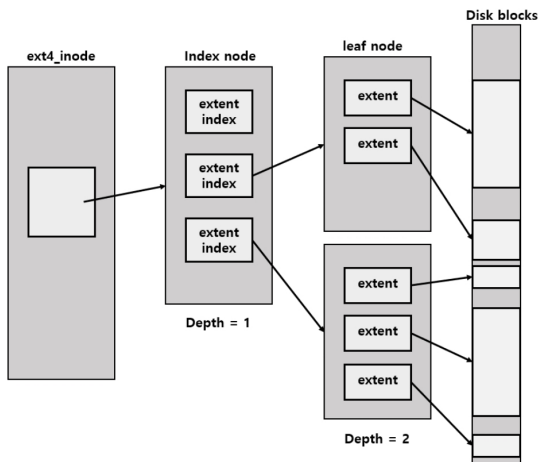 Disk blocks
ext4_inode
Index node
leaf node
extent
index
extent
index
extent
index
Depth = 1
extent
extent
extent
extent
extent
Depth = 2